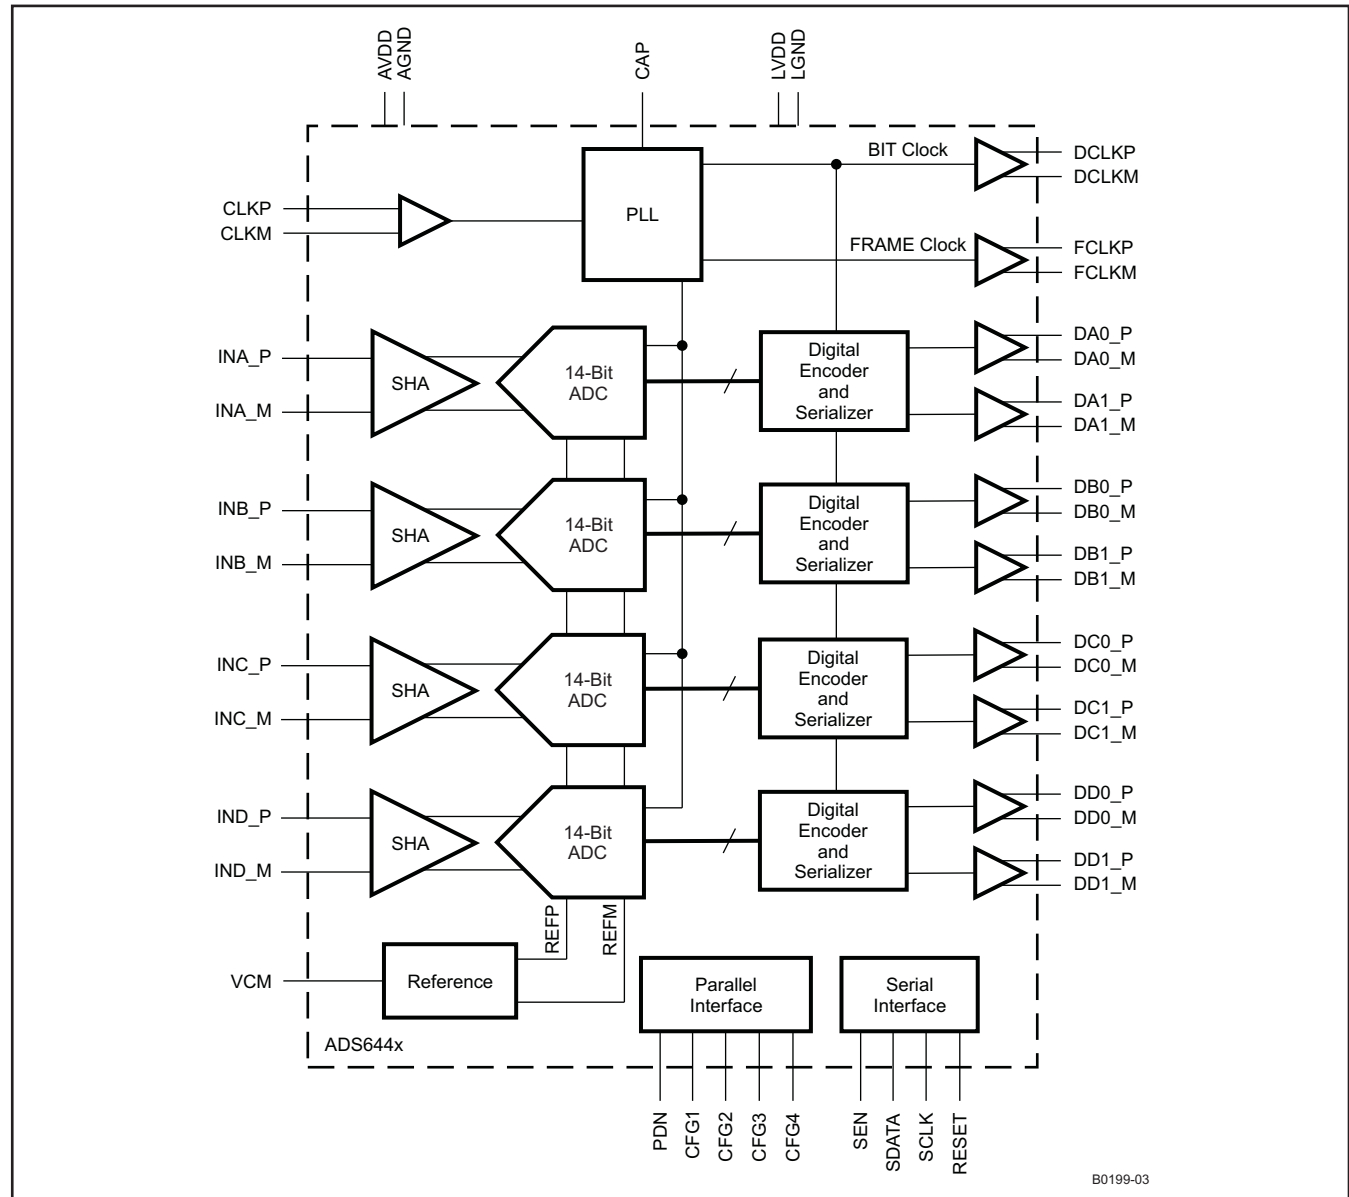 AVDD
AGND
CAP
LVDD
LGND
BIT Clock
DCLKP
DCLKM
CLKP
CLKM
PLL
FRAME Clock
FCLKP
FCLKM
INA_P
INA_M
SHA
14-Bit
ADC
Digital
Encoder
and
Serializer
DA0_P
DA0_M
DA1_P
DA1_M
INB_P
INB_M
SHA
14-Bit
ADC
Digital
Encoder
and
Serializer
DB0_P
DB0_M
DB1_P
DB1_M
INC_P
INC_M
SHA
14-Bit
ADC
Digital
Encoder
and
Serializer
DC0_P
DC0_M
DC1_P
DC1_M
IND_P
IND_M
SHA
14-Bit
ADC
Digital
Encoder
and
Serializer
DD0_P
DD0_M
DD1_P
DD1_M
REFP
REFM
VCM
Reference
Parallel
Interface
Serial
Interface
ADS644x
PDN
CFG1
CFG2
CFG3
CFG4
SEN
SDATA
SCLK
RESET
B0199-03